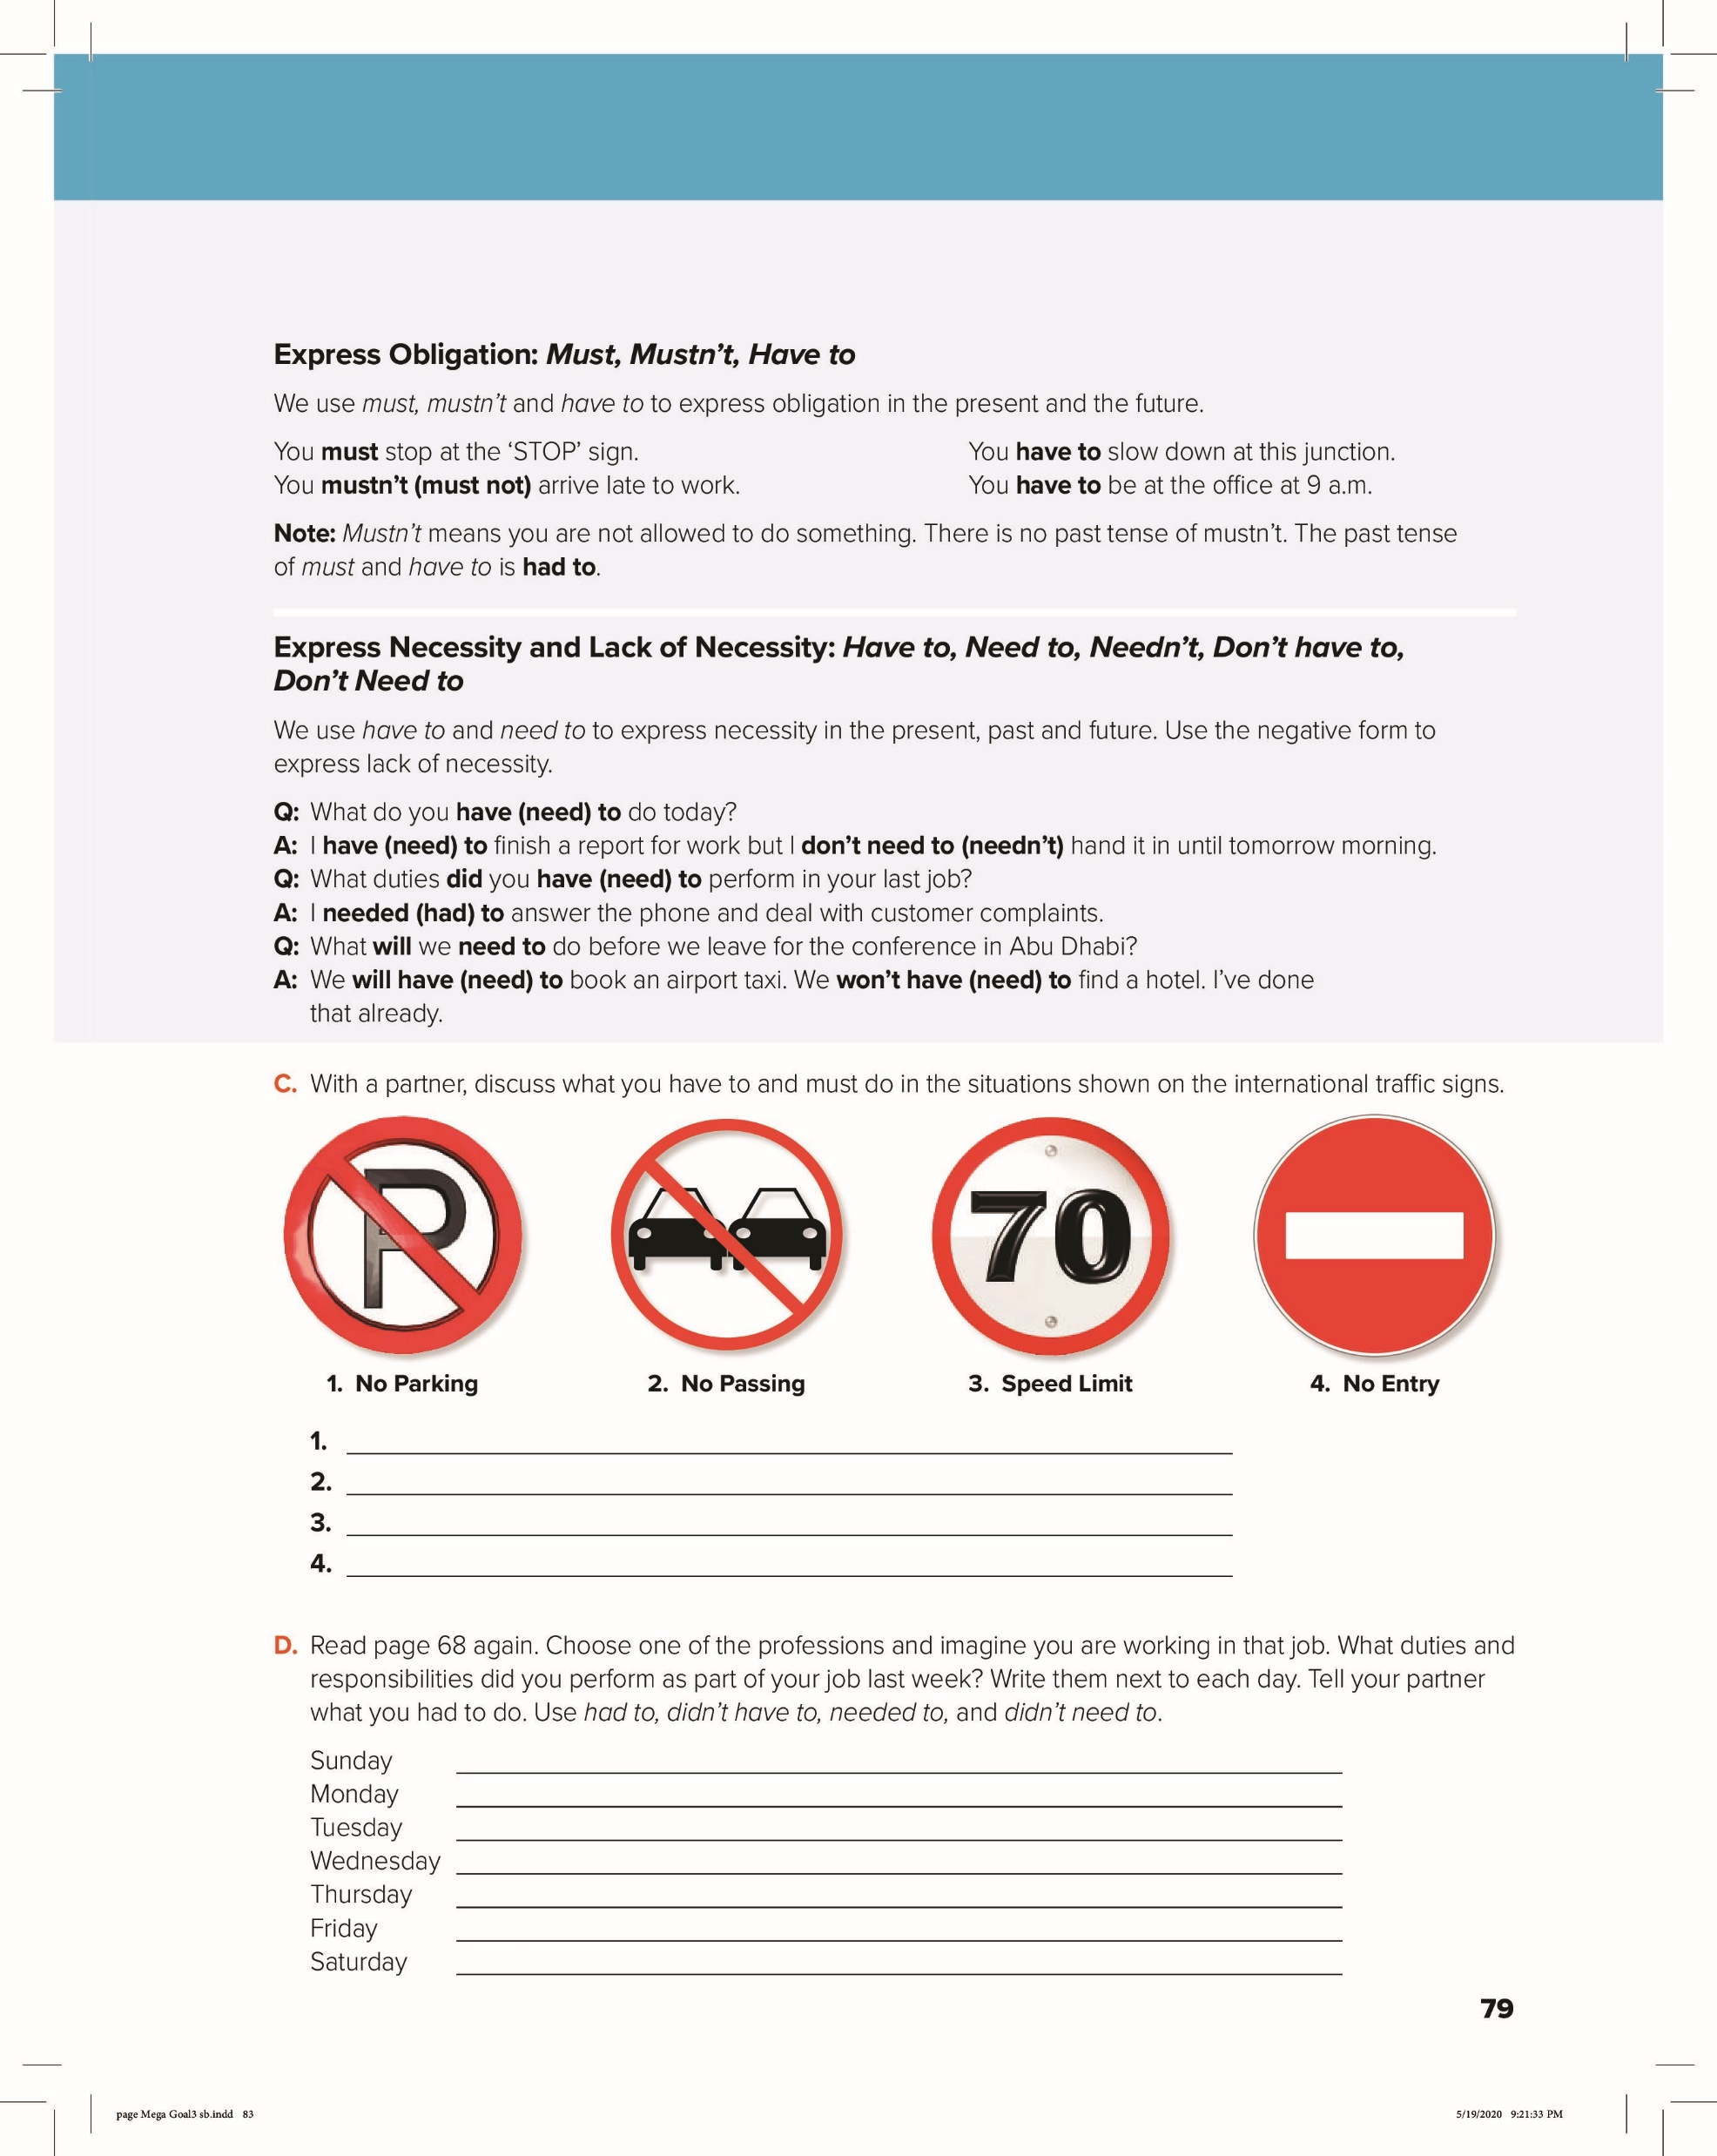 Express Obligation: Must, Mustn't, Have to
We use must, mustn't and have to to express obligation in the present and the future.
You must stop at the ‘STOP’ sign.
You have to slow down at this junction.
You mustn’t (must not) arrive late to work.
You have to be at the office at 9 a.m.
Note: Mustn’t means you are not allowed to do something. There is no past tense of mustn’t. The past tense
of must and have to is had to.
Express Necessity and Lack of Necessity: Have to, Need to, Needn’t, Don’t have to,
Don’t Need to
We use have to and need to to express necessity in the present, past and future. Use the negative form to
express lack of necessity.
Q: What do you have (need) to do today?
A: I have (need) to finish a report for work but I don’t need to (needn’t) hand it in until tomorrow morning.
Q: What duties did you have (need) to perform in your last job?
A: I needed (had) to answer the phone and deal with customer complaints.
Q: What will we need to do before we leave for the conference in Abu Dhabi?
A: We will have (need) to book an airport taxi. We won’t have (need) to find a hotel. I’ve done
that already.
C. With a partner, discuss what you have to and must do in the situations shown on the international traffic signs.
P
70
1. No Parking
2. No Passing
3. Speed Limit
4. No Entry
1.
2.
3.
4.
D. Read page 68 again. Choose one of the professions and imagine you are working in that job. What duties and
responsibilities did you perform as part of your job last week? Write them next to each day. Tell your partner
what you had to do. Use had to, didn’t have to, needed to, and didn’t need to.
Sunday
Monday
Tuesday
Wednesday
Thursday
Friday
Saturday
79
page Mega Goal3 sb.indd 83
5/19/2020 9:21:33 PM